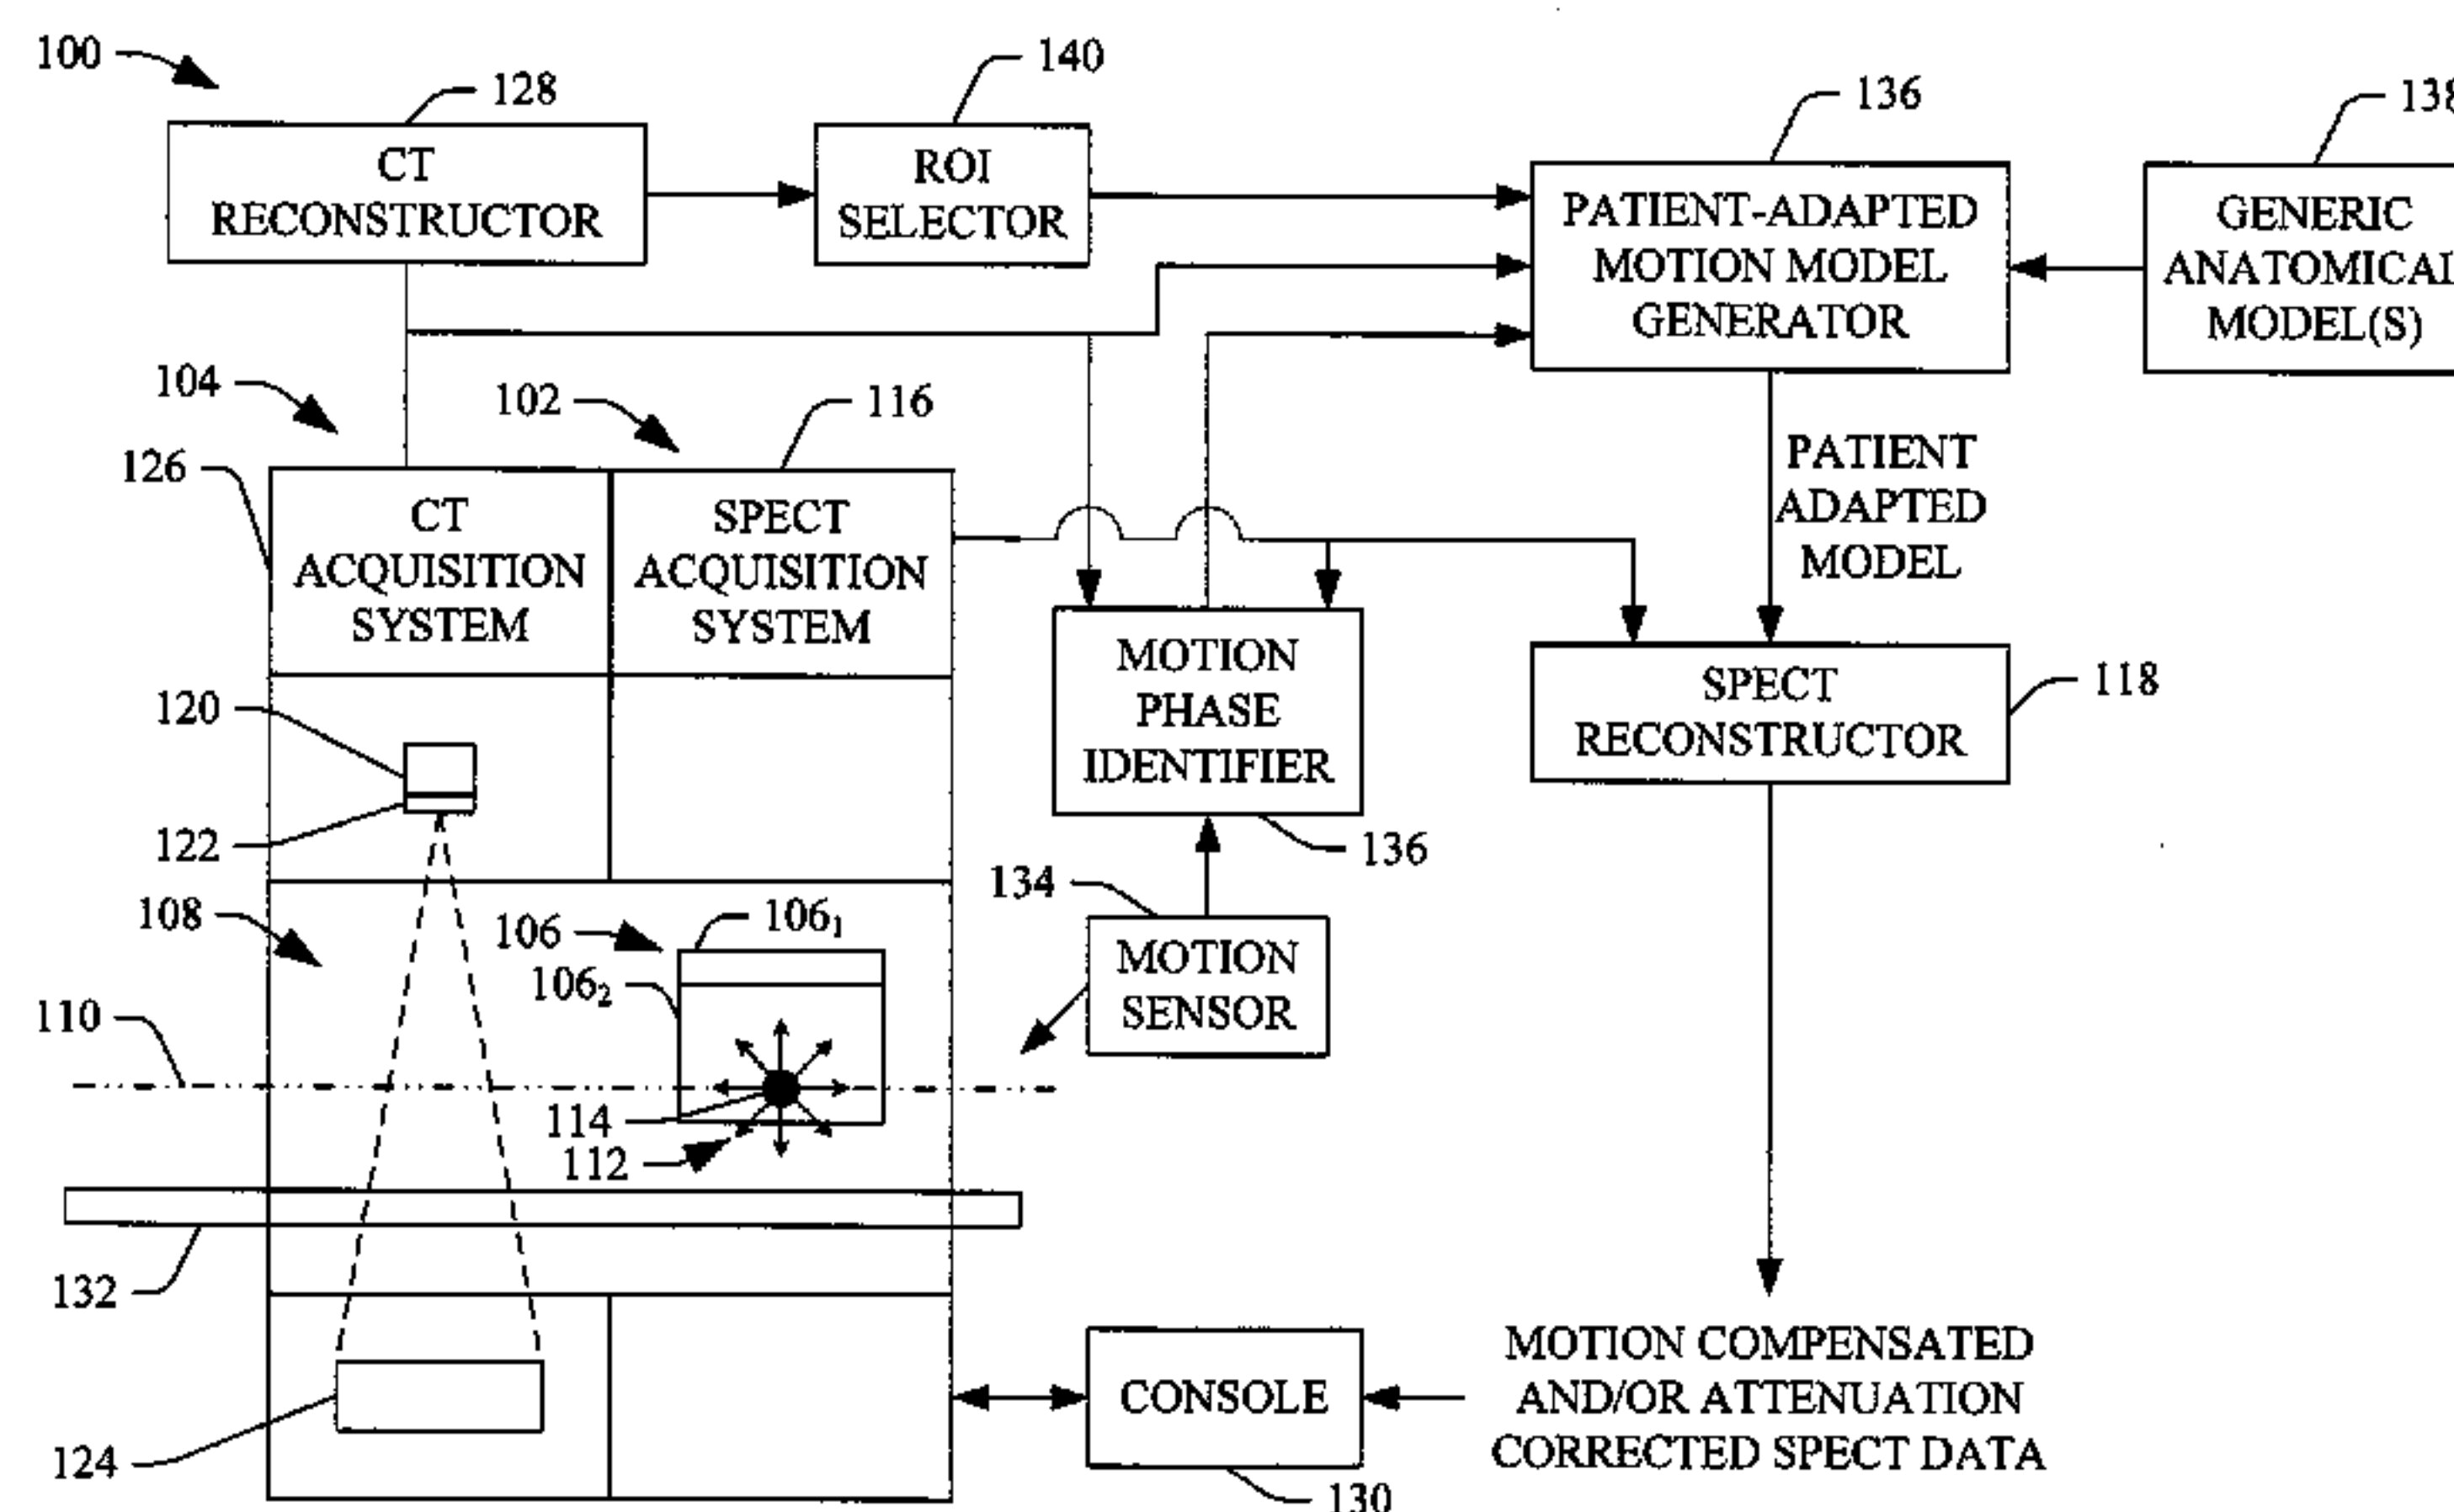 100
128
140
136
138
CT
RECONSTRUCTOR
ROI
SELECTOR
PATIENT-ADAPTED
MOTION MODEL
GENERATOR
GENERIC
ANATOMICAL
MODEL(S)
104
102
116
126
CT
ACQUISITION
SYSTEM
SPECT
ACQUISITION
SYSTEM
PATIENT
ADAPTED
MODEL
MOTION
PHASE
IDENTIFIER
136
SPECT
RECONSTRUCTOR
118
120
122
134
MOTION
SENSOR
108
106
106₁
106₂
110
114
112
132
124
CONSOLE
130
MOTION COMPENSATED
AND/OR ATTENUATION
CORRECTED SPECT DATA